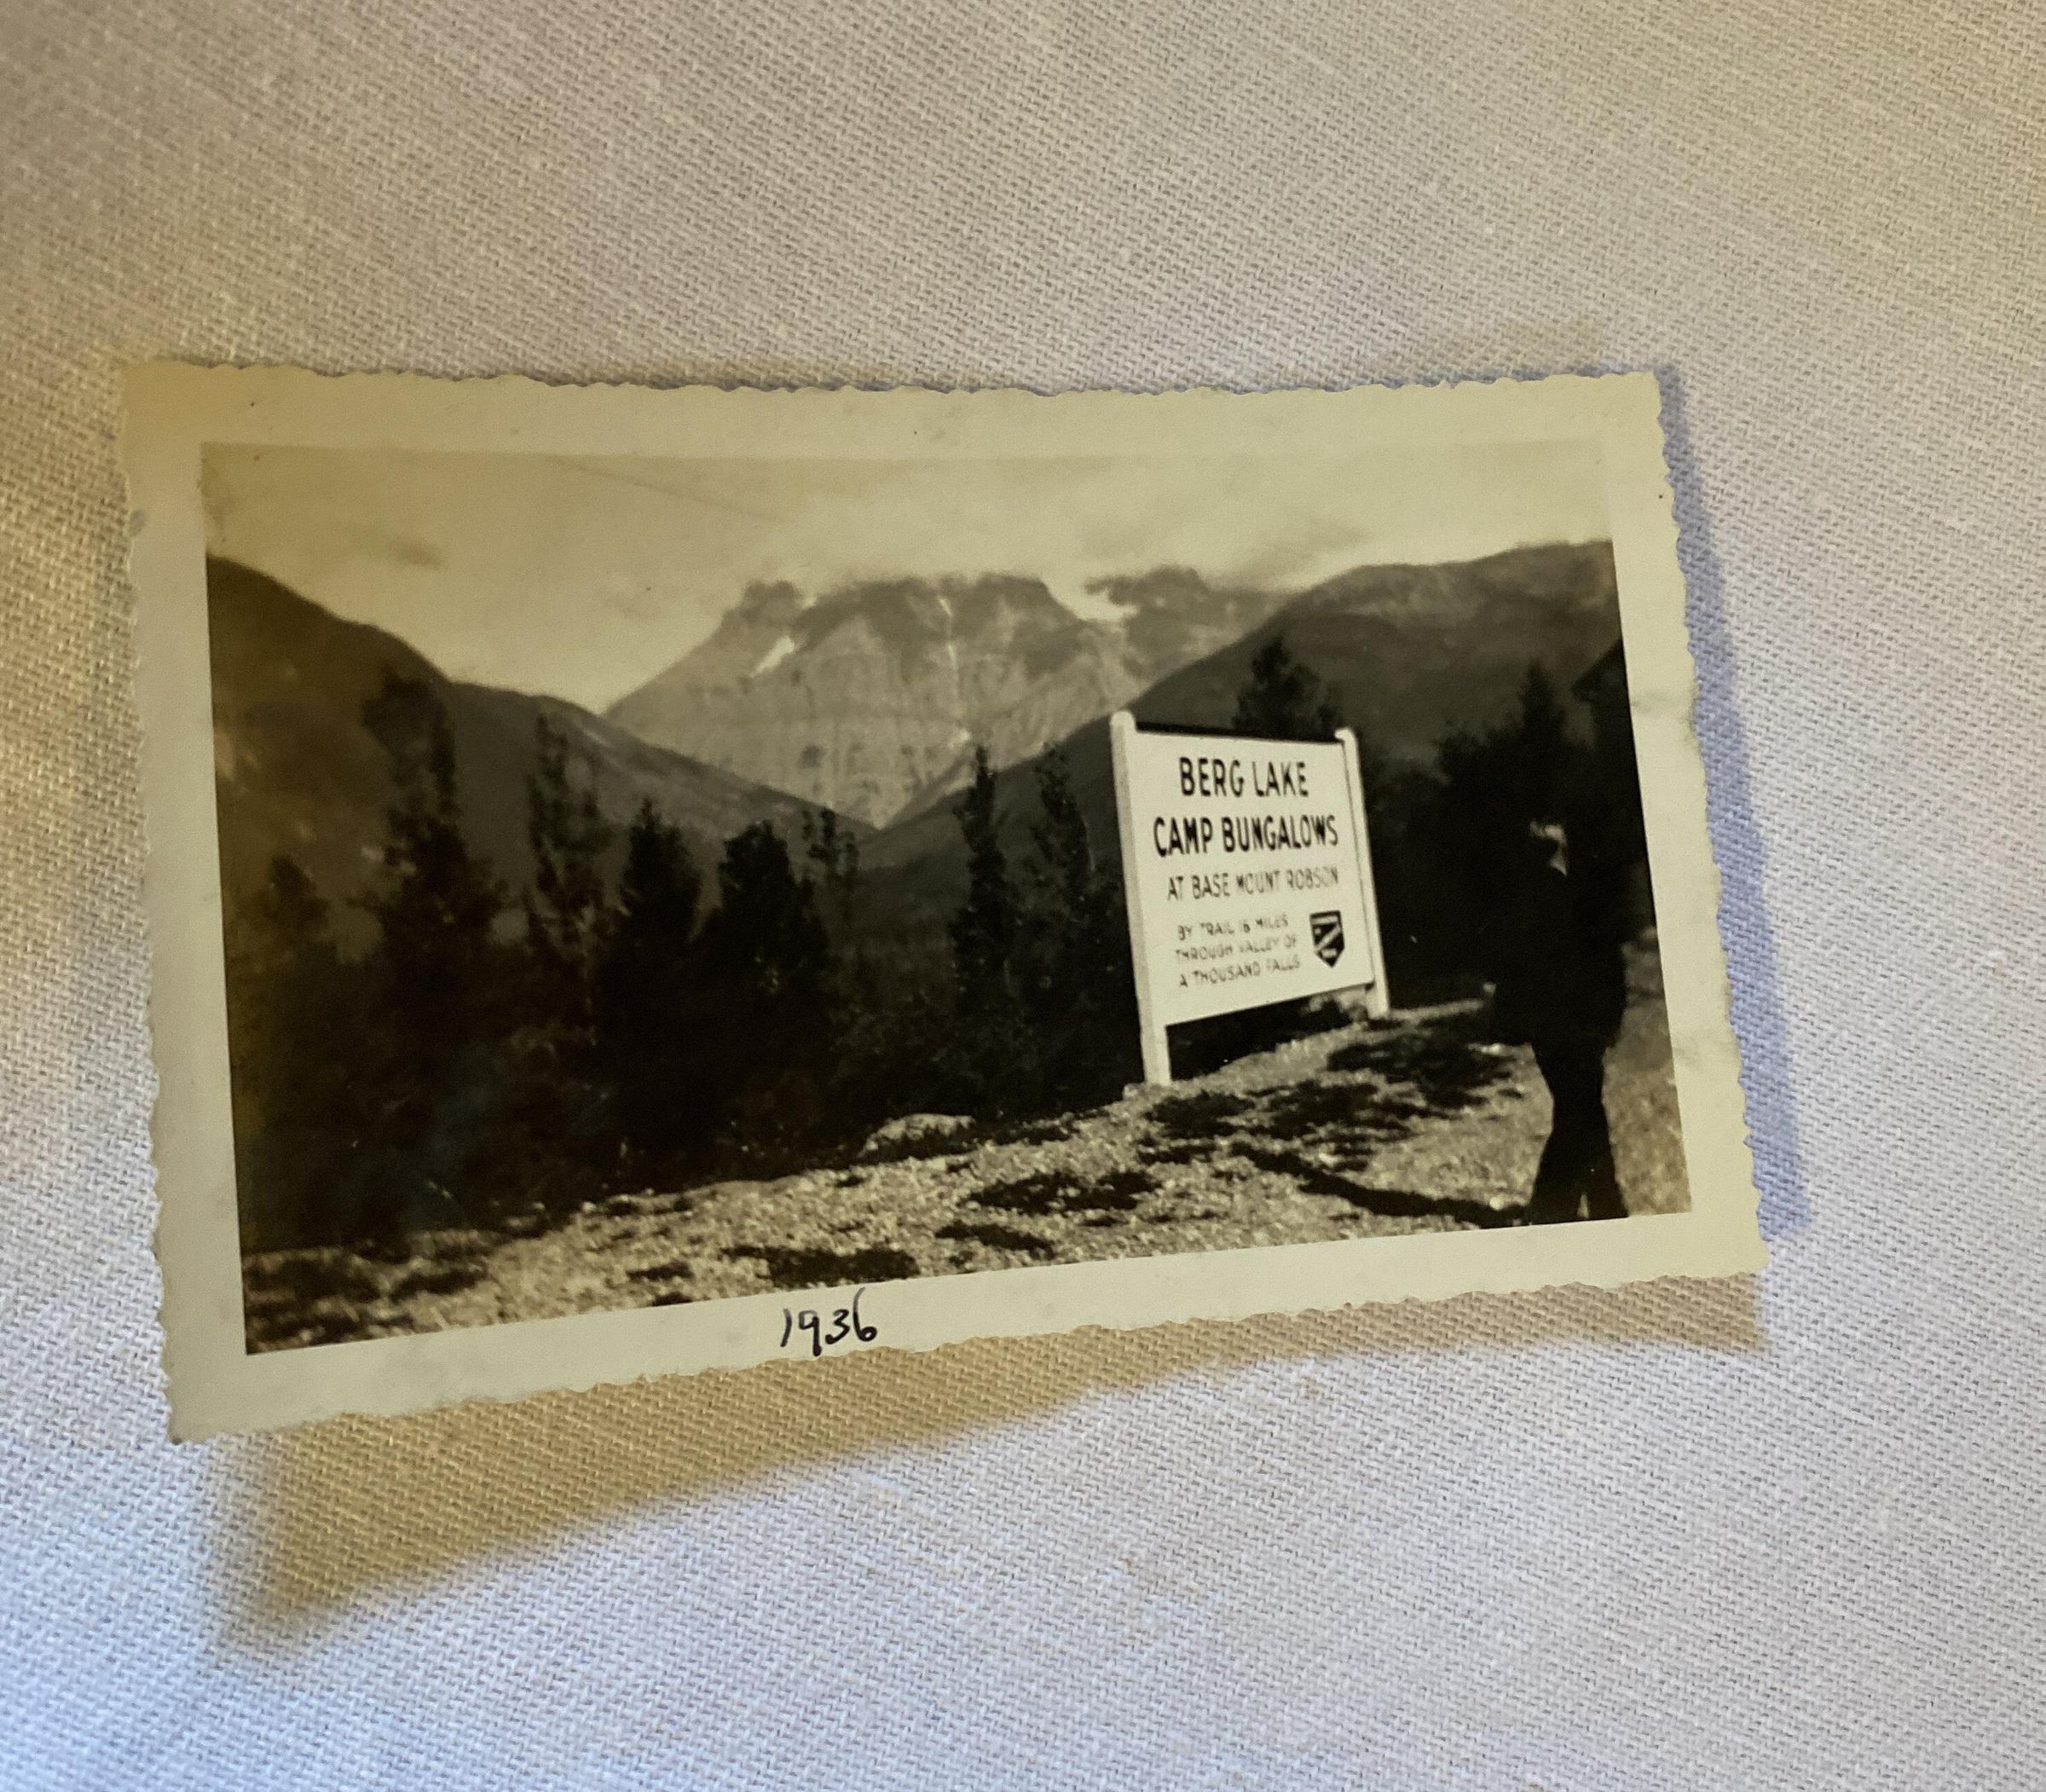 BERG LAKE
CAMP BUNGALOWS
AT BASE MOUNT ROBSON
BY TRAIL 16 MILES
THROUGH VALLEY OF
A THOUSAND FALLS
1936